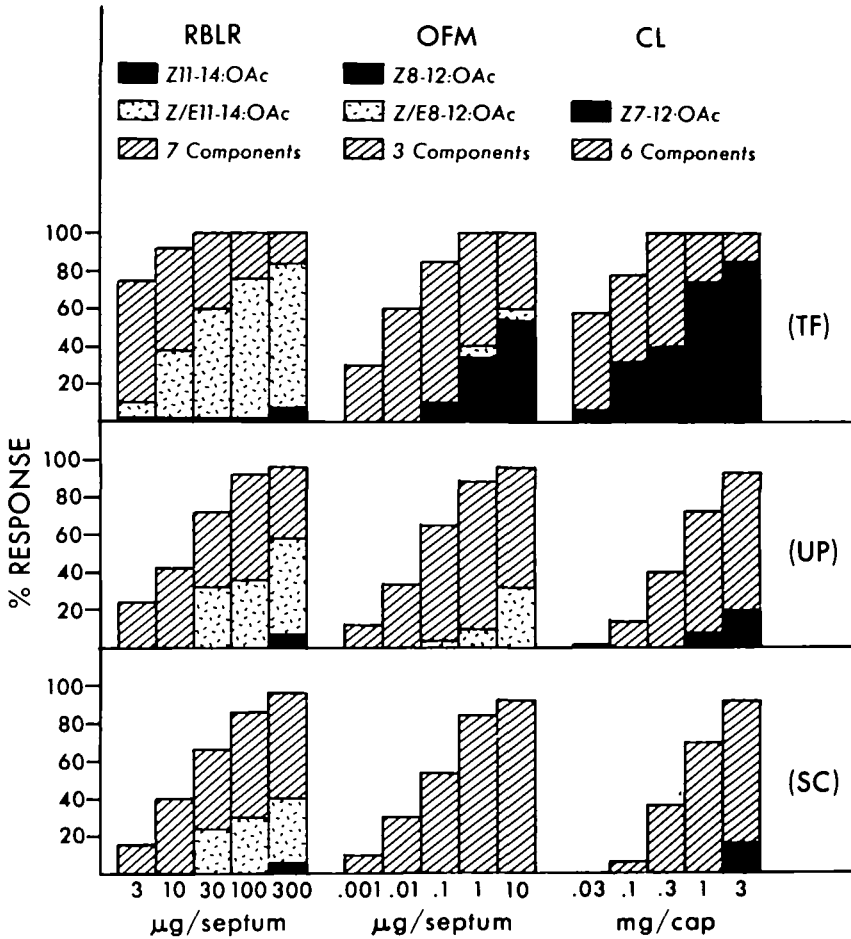 RBLR OFM CL
Z11-14:OAc Z8-12:OAc
Z/E11-14:OAc Z/E8-12:OAc Z7-12·OAc
7 Components 3 Components 6 Components
100
80
60
40
20
(TF)
100
80
60
40
20
(UP)
% RESPONSE
100
80
60
40
20
(SC)
3 10 30 100 300 .001 .01 .1 1 10 .03 .1 .3 1 3
μg/septum μg/septum mg/cap